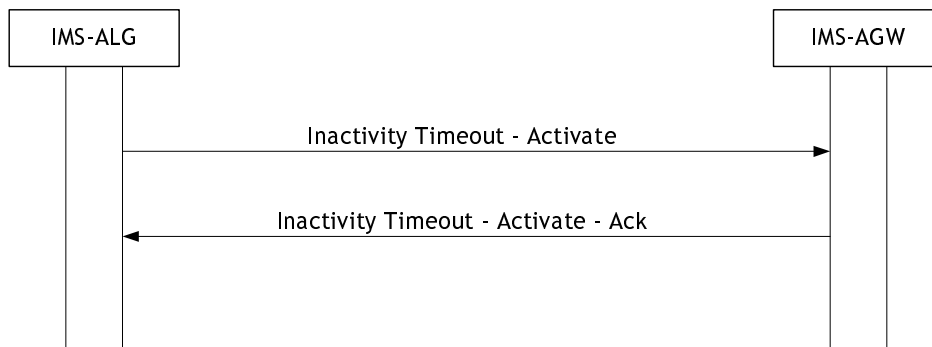 IMS-ALG
IMS-AGW
Inactivity Timeout - Activate
Inactivity Timeout - Activate - Ack